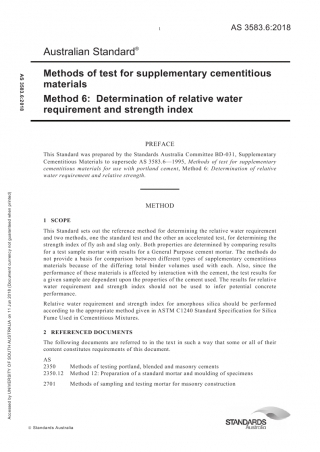 1
AS 3583.6:2018
Australian Standard®
Methods of test for supplementary cementitious
materials
Method 6: Determination of relative water
requirement and strength index
PREFACE
This Standard was prepared by the Standards Australia Committee BD-031, Supplementary
Cementitious Materials to supersede AS 3583.6—1995, Methods of test for supplementary
cementitious materials for use with portland cement, Method 6: Determination of relative
water requirement and relative strength.
METHOD
1 SCOPE
This Standard sets out the reference method for determining the relative water requirement
and two methods, one the standard test and the other an accelerated test, for determining the
strength index of fly ash and slag only. Both properties are determined by comparing results
for a test sample mortar with results for a General Purpose cement mortar. The methods do
not provide a basis for comparison between different types of supplementary cementitious
materials because of the differing total binder volumes used with each. Also, since the
performance of these materials is affected by interaction with the cement, the test results for
a given sample are dependent upon the properties of cement used. The results for relative
water requirement and strength index should not be used to infer potential concrete
performance.
Relative water requirement and strength index for amorphous silica should be performed
according to the appropriate method given in ASTM C1240 Standard Specification for Silica
Fume Used in Cementitious Mixtures.
2 REFERENCED DOCUMENTS
The following documents are referred to in the text in such a way that some or all of their
content constitutes requirements of this document.
AS
2350 Methods of testing portland, blended and masonry cements
2350.12 Method 12: Preparation of a standard mortar and moulding of specimens
2701 Methods of sampling and testing mortar for masonry construction
© Standards Australia
STANDARDS
Australia
AS 3583.6:2018
Accessed by UNIVERSITY OF SOUTH AUSTRALIA on 11 Jun 2018 (Document currency not guaranteed when printed)